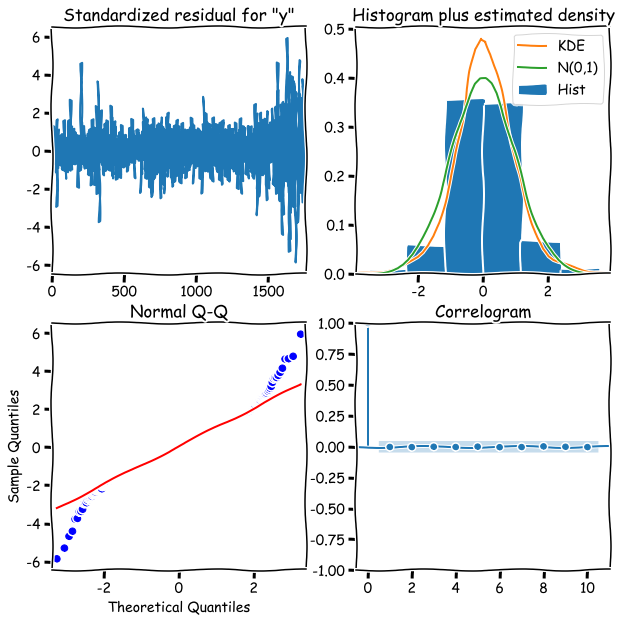 Standardized residual for "y"
6
4
2
0
-2
-4
-6
0 500 1000 1500
Histogram plus estimated density
0.5
0.4
0.3
0.2
0.1
0.0
-2 0 2
KDE
N(0,1)
Hist
Normal Q-Q
Sample Quantiles
6
4
2
0
-2
-4
-6
-2 0 2
Theoretical Quantiles
Correlogram
1.00
0.75
0.50
0.25
0.00
-0.25
-0.50
-0.75
-1.00
0 2 4 6 8 10